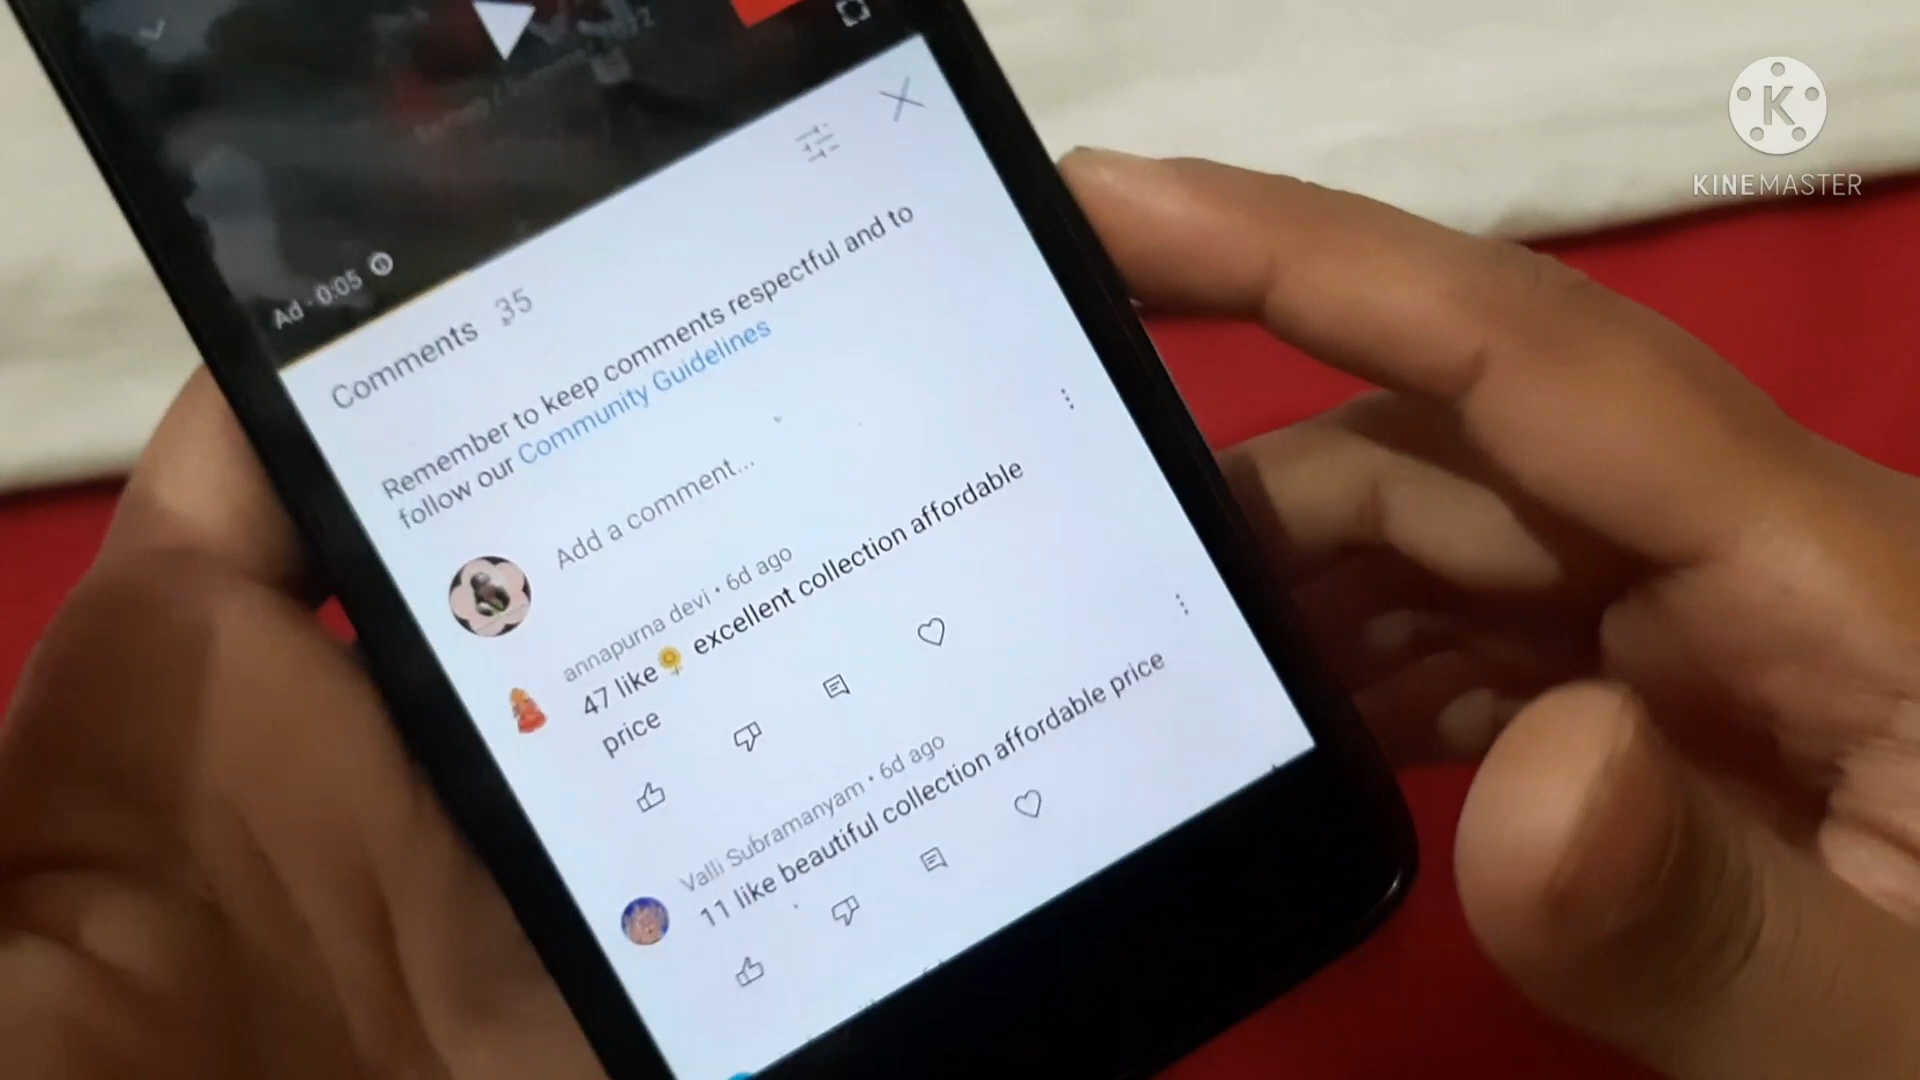 K
KINEMASTER
Ad · 0:05
Comments 35
Remember to keep comments respectful and to
follow our Community Guidelines
Add a comment...
annapurna devi • 6d ago
47 like🌻 excellent collection affordable
price
Valli Subramanyam • 6d ago
11 like beautiful collection affordable price